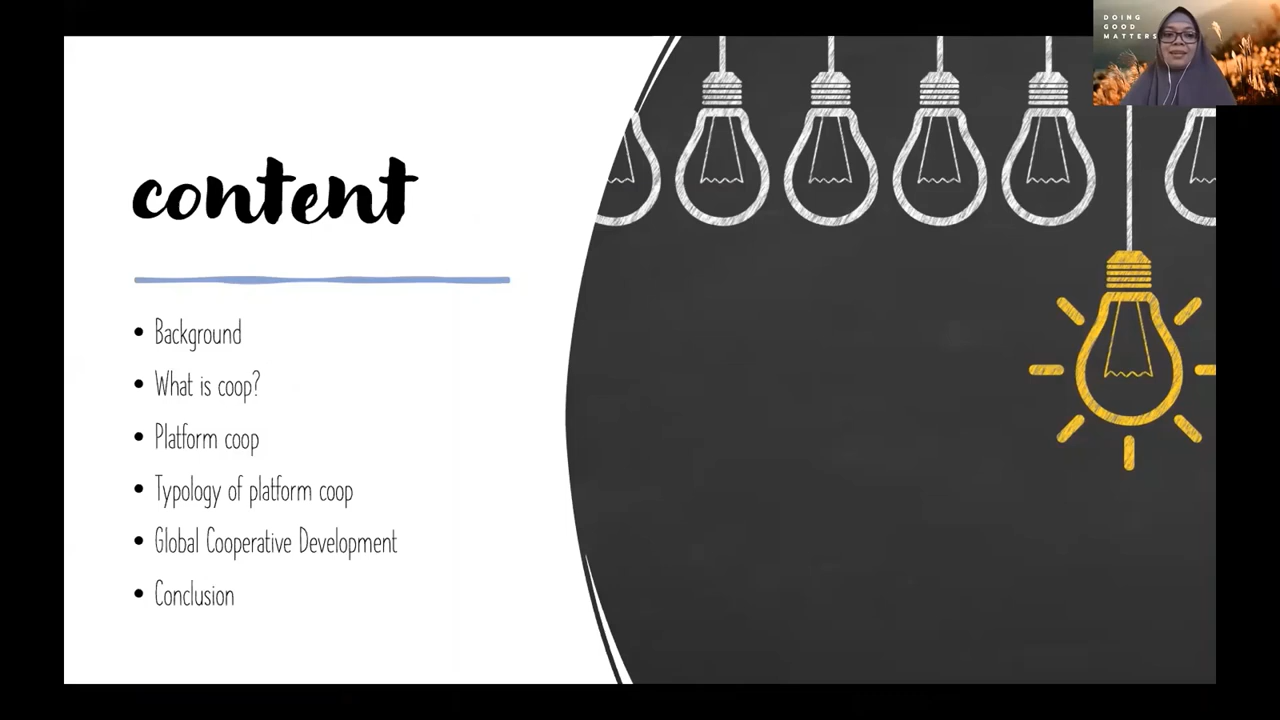 content
• Background
• What is coop?
• Platform coop
• Typology of platform coop
• Global Cooperative Development
• Conclusion
DOING
GOOD
MATTERS